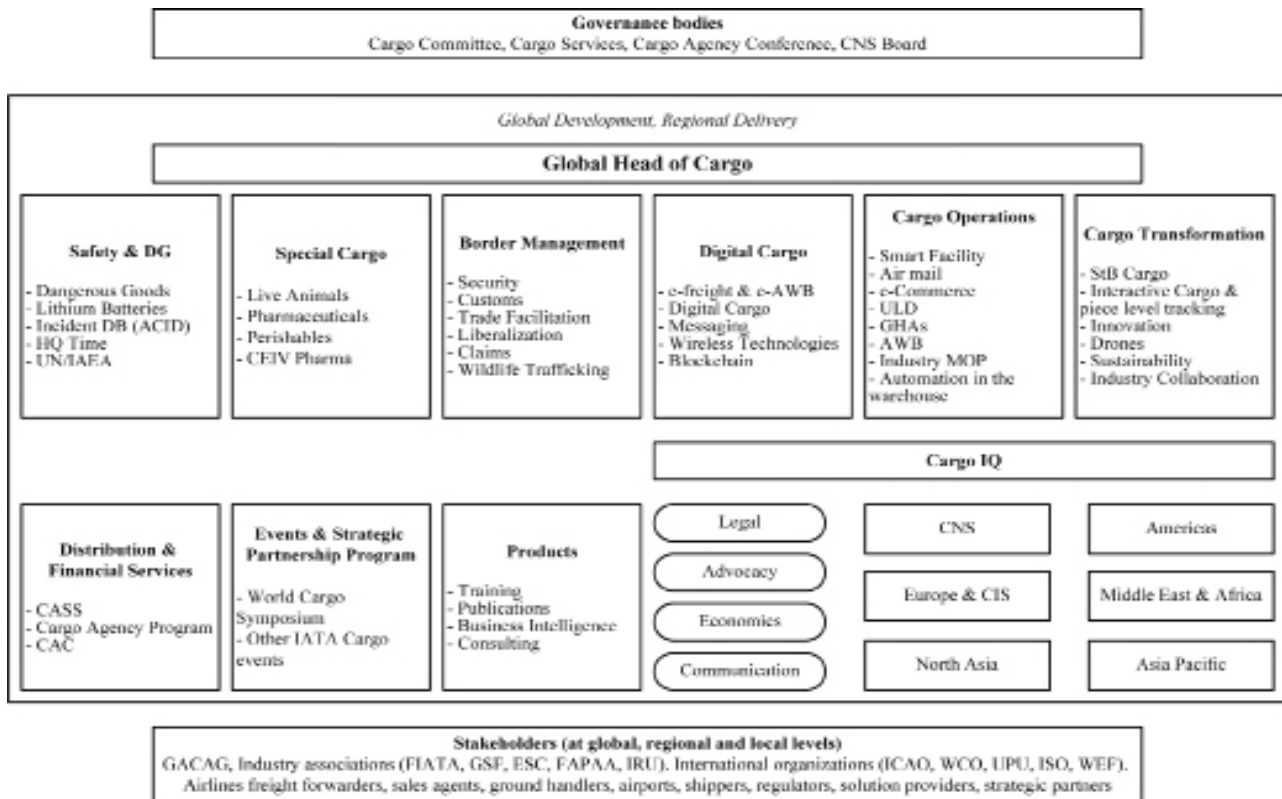 Governance bodies
Cargo Committee, Cargo Services, Cargo Agency Conference, CNS Board
Global Development, Regional Delivery
Global Head of Cargo
Safety & DG
- Dangerous Goods
- Lithium Batteries
- Incident DB (ACID)
- HQ Time
- UN/IAEA
Special Cargo
- Live Animals
- Pharmaceuticals
- Perishables
- CEIV Pharma
Border Management
- Security
- Customs
- Trade Facilitation
- Liberalization
- Claims
- Wildlife Trafficking
Digital Cargo
- e-freight & e-AWB
- Digital Cargo
- Messaging
- Wireless Technologies
- Blockchain
Cargo Operations
- Smart Facility
- Air mail
- e-Commerce
- ULD
- GHAs
- AWB
- Industry MOP
- Automation in the
warehouse
Cargo Transformation
- StB Cargo
- Interactive Cargo &
piece level tracking
- Innovation
- Drones
- Sustainability
- Industry Collaboration
Cargo IQ
Distribution &
Financial Services
- CASS
- Cargo Agency Program
- CAC
Events & Strategic
Partnership Program
- World Cargo
Symposium
- Other IATA Cargo
events
Products
- Training
- Publications
- Business Intelligence
- Consulting
Legal
Advocacy
Economics
Communication
CNS
Europe & CIS
North Asia
Americas
Middle East & Africa
Asia Pacific
Stakeholders (at global, regional and local levels)
GACAG, Industry associations (FIATA, GSF, ESC, FAPAA, IRU). International organizations (ICAO, WCO, UPU, ISO, WEF).
Airlines freight forwarders, sales agents, ground handlers, airports, shippers, regulators, solution providers, strategic partners